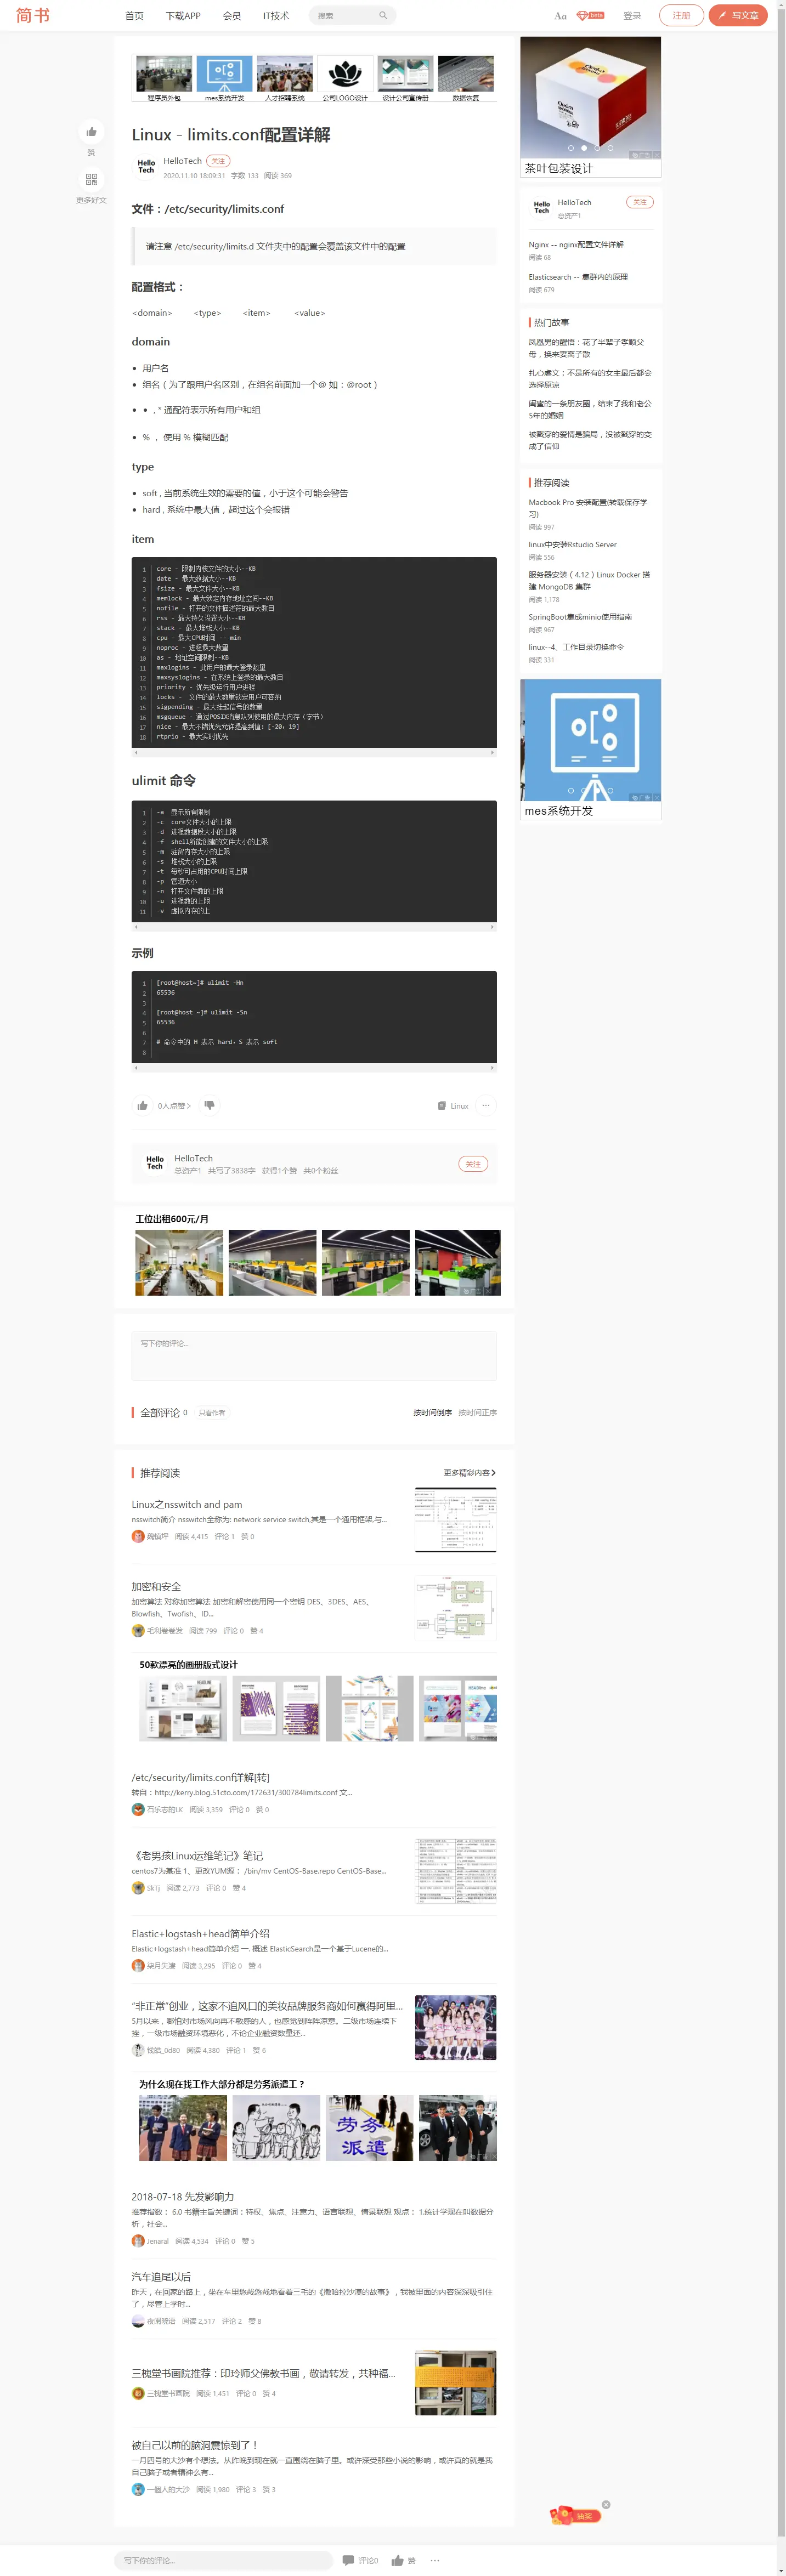 简书
首页 下载APP 会员 IT技术 搜索 Aa beta 登录 注册 写文章
程序员外包 mes系统开发 人才招聘系统 公司LOGO设计 设计公司宣传册 数据恢复
Linux - limits.conf配置详解
Hello Tech
HelloTech 关注
2020.11.10 18:09:31 字数 133 阅读 369
赞
更多好文
文件：/etc/security/limits.conf
请注意 /etc/security/limits.d 文件夹中的配置会覆盖该文件中的配置
配置格式：
<domain> <type> <item> <value>
domain
用户名
组名（为了跟用户名区别，在组名前面加一个@ 如：@root）
, * 通配符表示所有用户和组
% ， 使用 % 模糊匹配
type
soft , 当前系统生效的需要的值，小于这个可能会警告
hard , 系统中最大值，超过这个会报错
item
1 core - 限制内核文件的大小--KB
2 date - 最大数据大小--KB
3 fsize - 最大文件大小--KB
4 memlock - 最大锁定内存地址空间--KB
5 nofile - 打开的文件描述符的最大数目
6 rss - 最大持久设置大小--KB
7 stack - 最大堆栈大小--KB
8 cpu - 最大CPU时间 -- min
9 noproc - 进程最大数量
10 as - 地址空间限制--KB
11 maxlogins - 此用户的最大登录数量
12 maxsyslogins - 在系统上登录的最大数目
13 priority - 优先级运行用户进程
14 locks - 文件的最大数量锁定用户可容纳
15 sigpending - 最大挂起信号的数量
16 msgqueue - 通过POSIX消息队列使用的最大内存（字节）
17 nice - 最大不错优先允许提高到值: [-20, 19]
18 rtprio - 最大实时优先
ulimit 命令
1 -a 显示所有限制
2 -c core文件大小的上限
3 -d 进程数据段大小的上限
4 -f shell所能创建的文件大小的上限
5 -m 驻留内存大小的上限
6 -s 堆栈大小的上限
7 -t 每秒可占用的CPU时间上限
8 -p 管道大小
9 -n 打开文件数的上限
10 -u 进程数的上限
11 -v 虚拟内存的上
示例
1 [root@host~]# ulimit -Hn
2 65536
3
4 [root@host ~]# ulimit -Sn
5 65536
6
7 # 命令中的 H 表示 hard，S 表示 soft
8
0人点赞 > Linux ...
Hello Tech
HelloTech 关注
总资产1 共写了3838字 获得1个赞 共0个粉丝
工位出租600元/月
写下你的评论...
全部评论 0 只看作者 按时间倒序 按时间正序
推荐阅读 更多精彩内容 >
Linux之nsswitch and pam
nsswitch简介 nsswitch全称为: network service switch,其是一个通用框架,与...
魏镇坪 阅读 4,415 评论 1 赞 0
加密和安全
加密算法 对称加密算法 加密和解密使用同一个密钥 DES、3DES、AES、
Blowfish、Twofish、ID...
毛利卷卷发 阅读 799 评论 0 赞 4
50款漂亮的画册版式设计
/etc/security/limits.conf详解[转]
转自：http://kerry.blog.51cto.com/172631/300784limits.conf 文...
石乐志的LK 阅读 3,359 评论 0 赞 0
《老男孩Linux运维笔记》笔记
centos7为基准 1、更改YUM源： /bin/mv CentOS-Base.repo CentOS-Base...
SkTj 阅读 2,773 评论 0 赞 4
Elastic+logstash+head简单介绍
Elastic+logstash+head简单介绍 一. 概述 ElasticSearch是一个基于Lucene的...
柒月失凄 阅读 3,295 评论 0 赞 4
“非正常”创业，这家不追风口的美妆品牌服务商如何赢得阿里...
5月以来，哪怕对市场风向再不敏感的人，也感觉到阵阵凉意。二级市场连续下
挫，一级市场融资环境恶化，不论企业融资数量还...
钱皓_0d80 阅读 4,380 评论 1 赞 6
为什么现在找工作大部分都是劳务派遣工？
劳务
派遣
2018-07-18 先发影响力
推荐指数： 6.0 书籍主旨关键词：特权、焦点、注意力、语言联想、情景联想 观点： 1.统计学现在叫数据分
析，社会...
Jenaral 阅读 4,534 评论 0 赞 5
汽车追尾以后
昨天，在回家的路上，坐在车里悠哉悠哉地看着三毛的《撒哈拉沙漠的故事》，我被里面的内容深深吸引住
了，尽管上学时...
夜阑晓语 阅读 2,517 评论 2 赞 8
三槐堂书画院推荐：印玲师父佛教书画，敬请转发，共种福...
三槐堂书画院 阅读 1,451 评论 0 赞 4
被自己以前的脑洞震惊到了！
一月四号的大沙有个想法。从昨晚到现在就一直围绕在脑子里。或许深受那些小说的影响，或许真的就是我
自己脑子或者精神么有...
一個人的大沙 阅读 1,980 评论 3 赞 3
茶叶包装设计
Hello Tech
HelloTech 关注
总资产1
Nginx -- nginx配置文件详解
阅读 68
Elasticsearch -- 集群内的原理
阅读 679
热门故事
凤凰男的醒悟：花了半辈子孝顺父
母，换来妻离子散
扎心虐文：不是所有的女主最后都会
选择原谅
闺蜜的一条朋友圈，结束了我和老公
5年的婚姻
被戳穿的爱情是骗局，没被戳穿的变
成了信仰
推荐阅读
Macbook Pro 安装配置(转载保存学
习)
阅读 997
linux中安装Rstudio Server
阅读 556
服务器安装（4.12）Linux Docker 搭
建 MongoDB 集群
阅读 1,178
SpringBoot集成minio使用指南
阅读 967
linux--4、工作目录切换命令
阅读 331
mes系统开发
抽奖
写下你的评论... 评论0 赞 ...